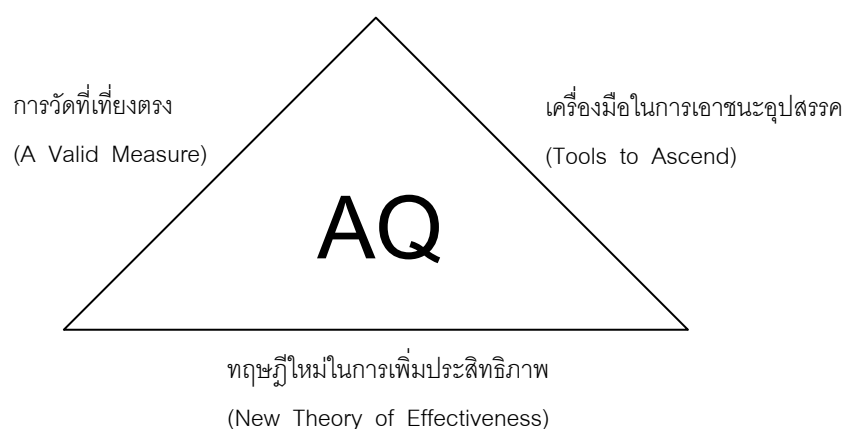 การวัดที่เที่ยงตรง
(A Valid Measure)
เครื่องมือในการเอาชนะอุปสรรค
(Tools to Ascend)
AQ
ทฤษฎีใหม่ในการเพิ่มประสิทธิภาพ
(New Theory of Effectiveness)